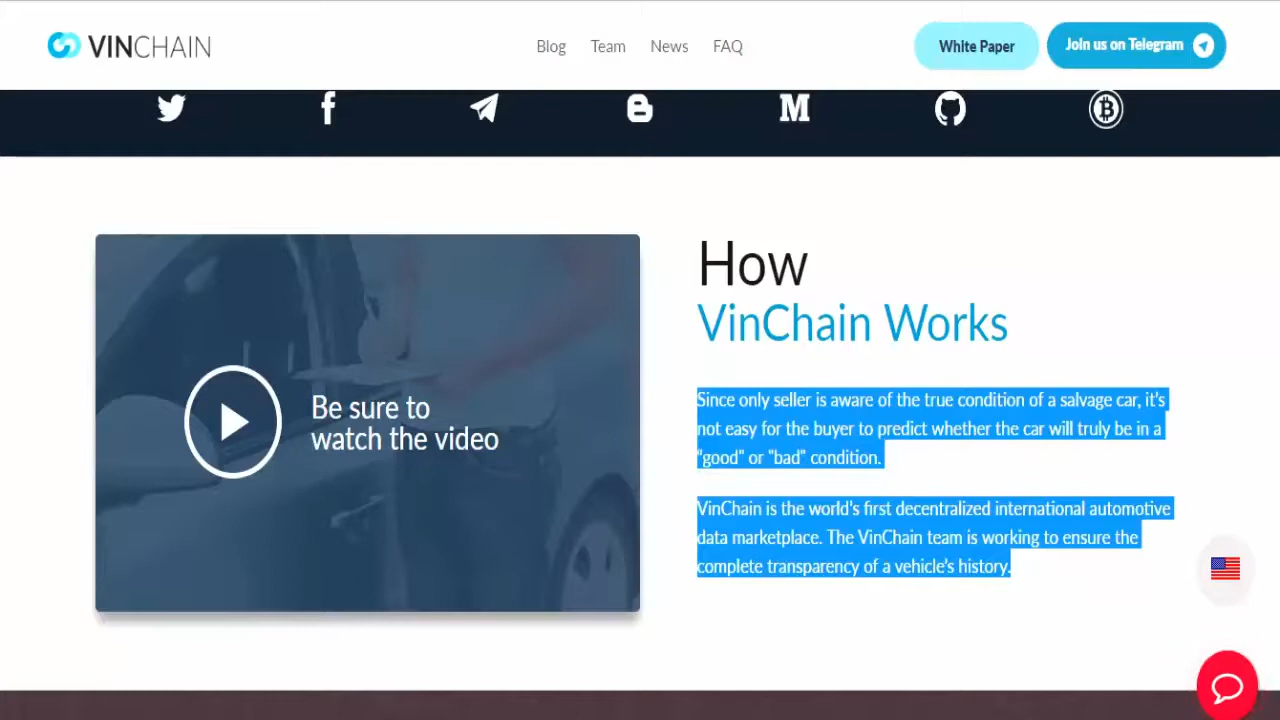 VINCHAIN
Blog
Team
News
FAQ
White Paper
Join us on Telegram
How
VinChain Works
Be sure to
watch the video
Since only seller is aware of the true condition of a salvage car, it's
not easy for the buyer to predict whether the car will truly be in a
"good" or "bad" condition.
VinChain is the world's first decentralized international automotive
data marketplace. The VinChain team is working to ensure the
complete transparency of a vehicle's history.